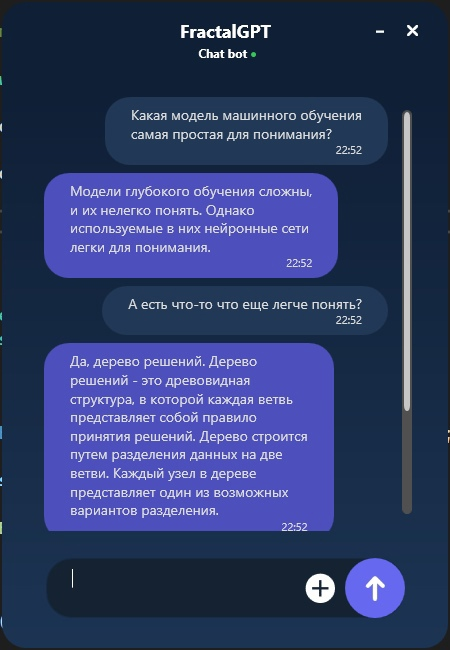 FractalGPT
Chat bot
Какая модель машинного обучения
самая простая для понимания?
22:52
Модели глубокого обучения сложны,
и их нелегко понять. Однако
используемые в них нейронные сети
легки для понимания.
22:52
А есть что-то что еще легче понять?
22:52
Да, дерево решений. Дерево
решений - это древовидная
структура, в которой каждая ветвь
представляет собой правило
принятия решений. Дерево строится
путем разделения данных на две
ветви. Каждый узел в дереве
представляет один из возможных
вариантов разделения.
22:52